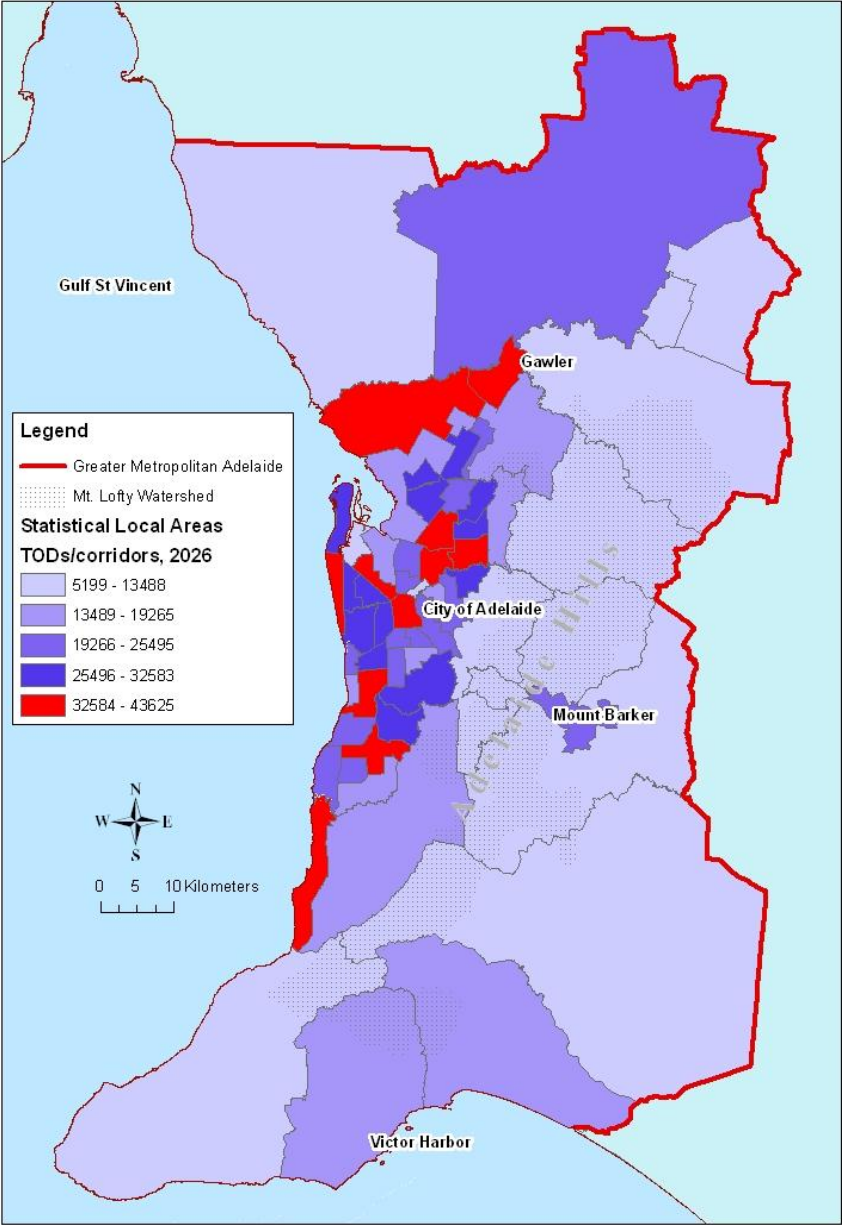 Gulf St Vincent
Gawler
Legend
Greater Metropolitan Adelaide
Mt. Lofty Watershed
Statistical Local Areas
TODs/corridors, 2026
5199 - 13488
13489 - 19265
19266 - 25495
25496 - 32583
32584 - 43625
City of Adelaide
Adelaide Hills
Mount Barker
N
W E
S
0 5 10 Kilometers
Victor Harbor